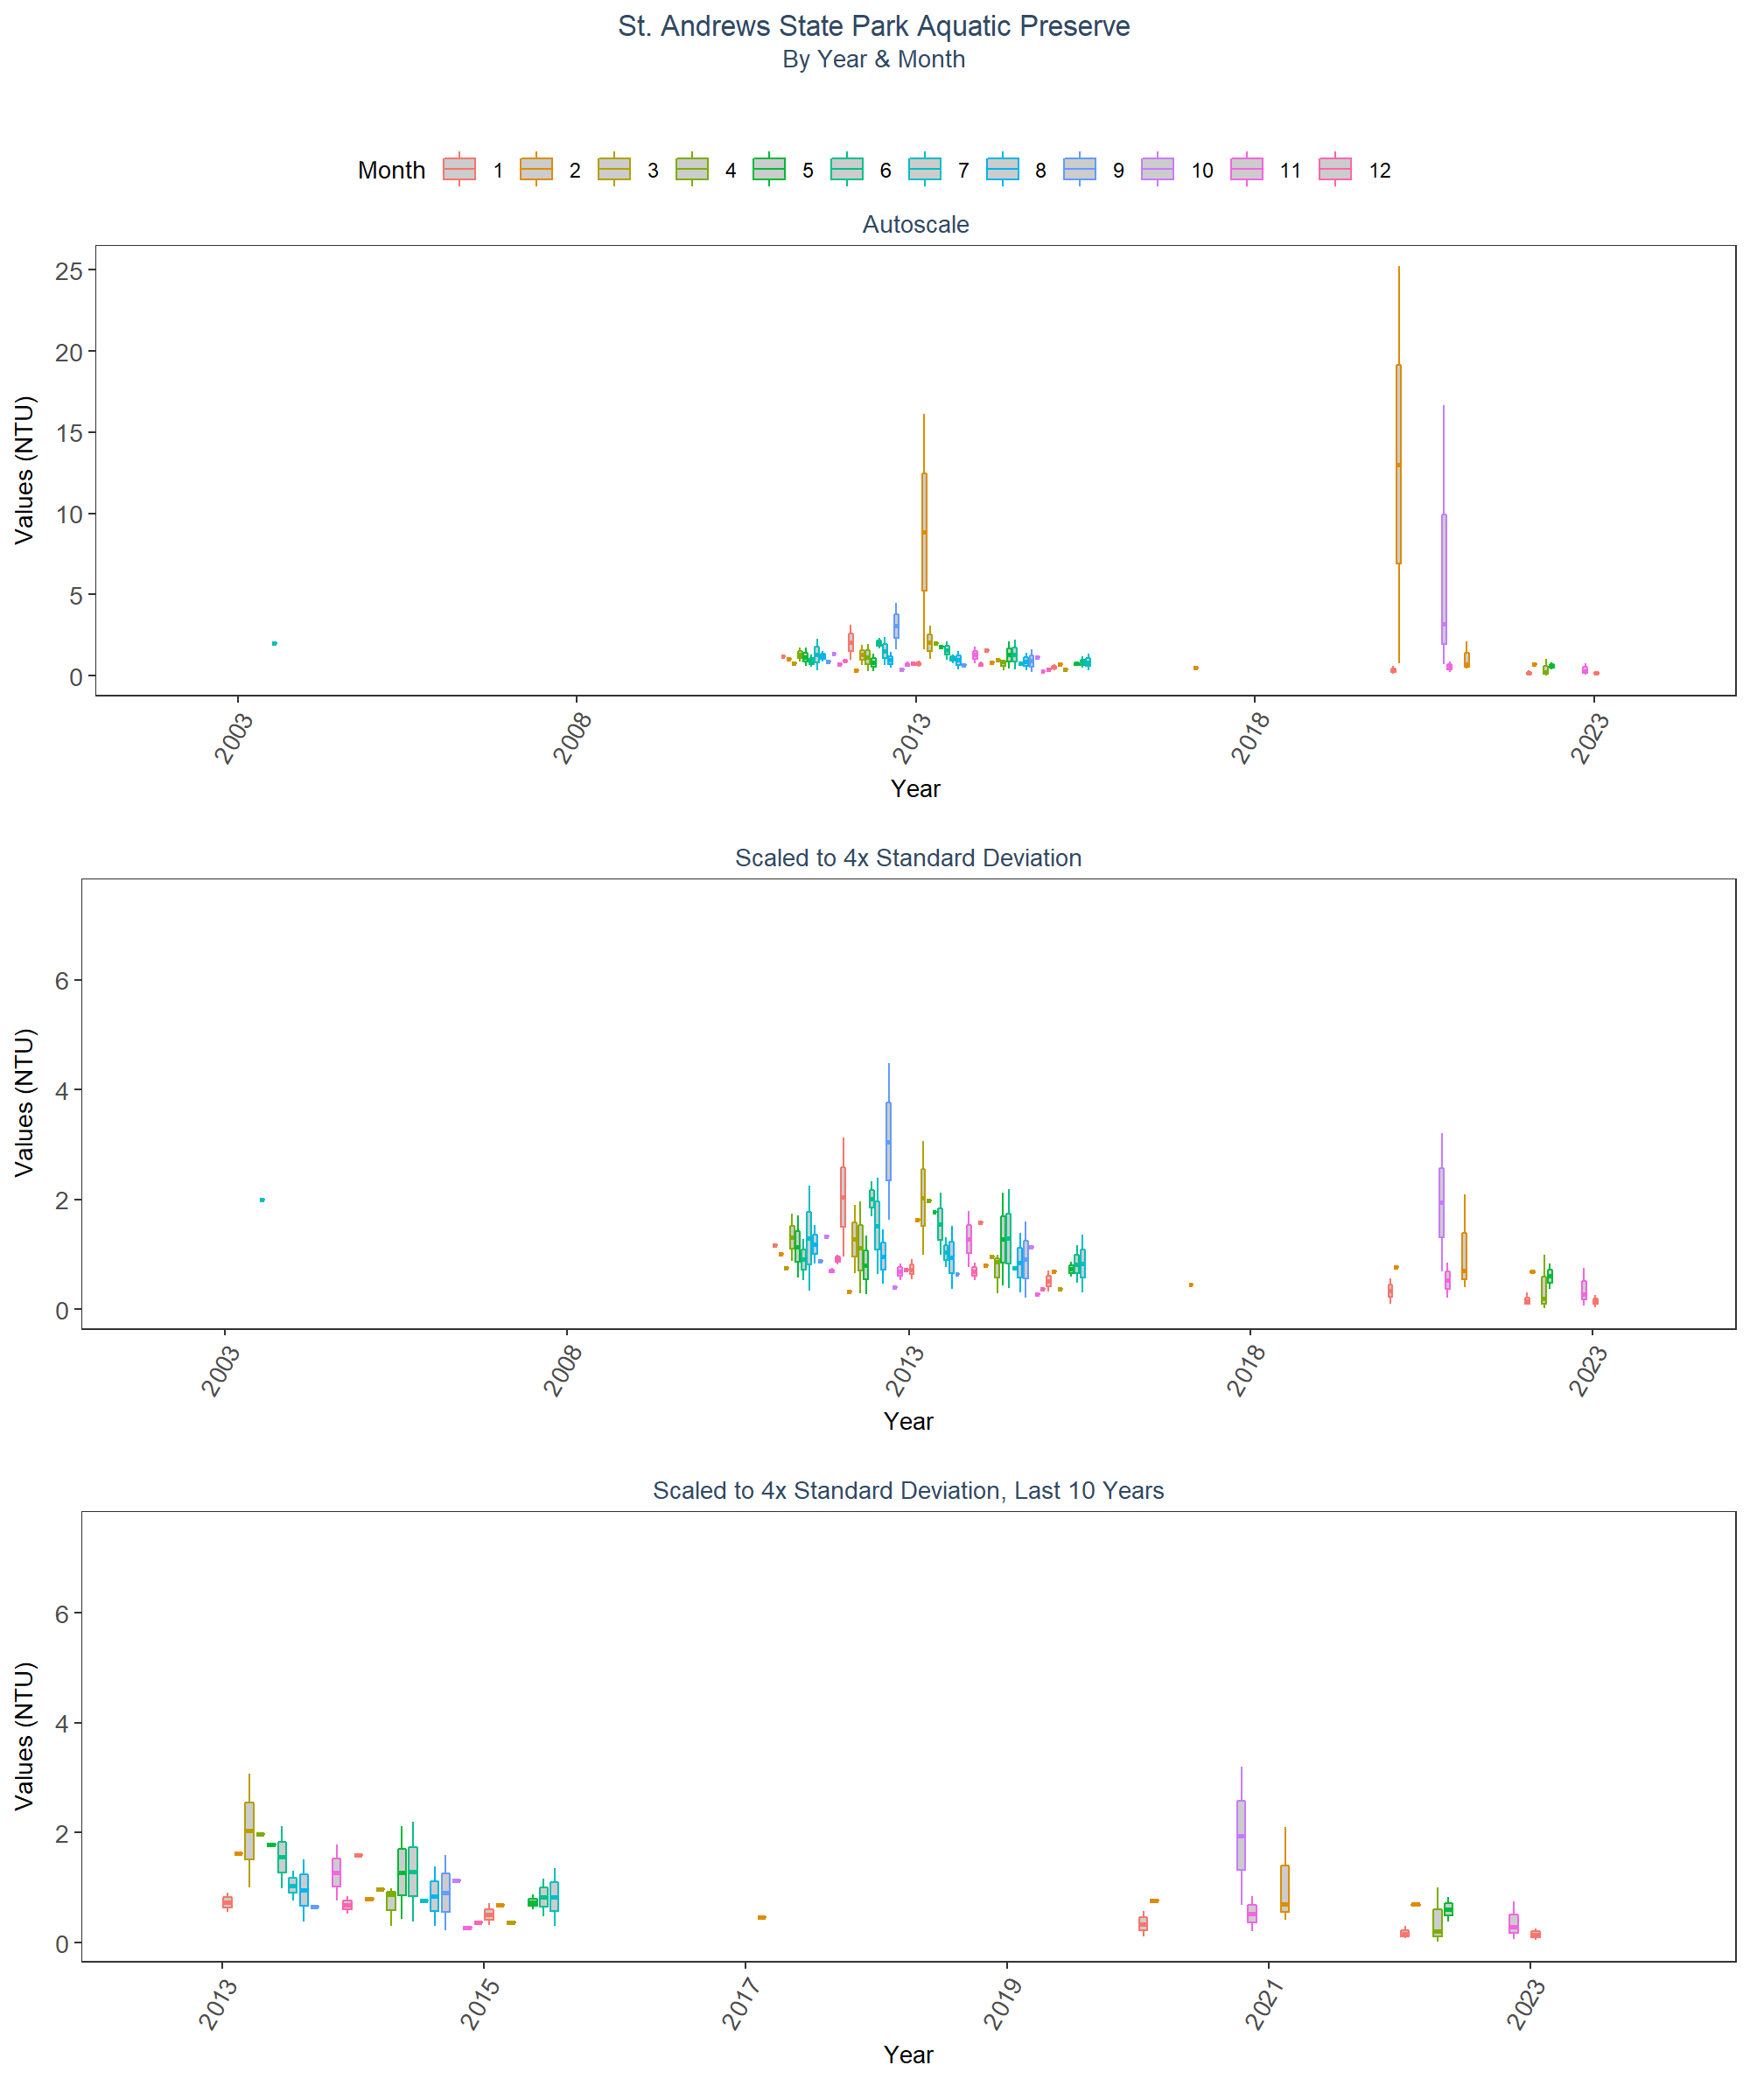 St. Andrews State Park Aquatic Preserve
By Year & Month
Month 1 2 3 4 5 6 7 8 9 10 11 12
Autoscale
Values (NTU)
25
20
15
10
5
0
2003 2008 2013 2018 2023
Year
Scaled to 4x Standard Deviation
Values (NTU)
6
4
2
0
2003 2008 2013 2018 2023
Year
Scaled to 4x Standard Deviation, Last 10 Years
Values (NTU)
6
4
2
0
2013 2015 2017 2019 2021 2023
Year